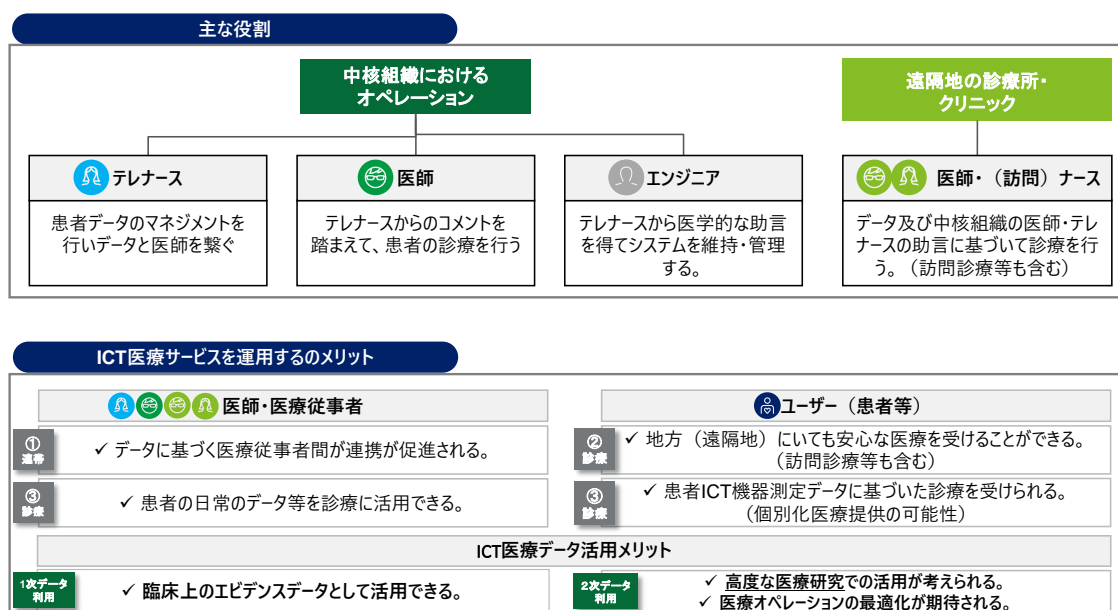 主な役割
中核組織における
オペレーション
遠隔地の診療所・
クリニック
テレナース
医師
エンジニア
医師・（訪問）ナース
患者データのマネジメントを
行いデータと医師を繋ぐ
テレナースからのコメントを
踏まえて、患者の診療を行う
テレナースから医学的な助言
を得てシステムを維持・管理
する。
データ及び中核組織の医師・テレ
ナースの助言に基づいて診療を行
う。（訪問診療等も含む）
ICT医療サービスを運用するのメリット
医師・医療従事者
ユーザー（患者等）
①
連帯
✓ データに基づく医療従事者間が連携が促進される。
②
診療
✓ 地方（遠隔地）にいても安心な医療を受けることができる。
（訪問診療等も含む）
③
診療
✓ 患者の日常のデータ等を診療に活用できる。
③
診療
✓ 患者ICT機器測定データに基づいた診療を受けられる。
（個別化医療提供の可能性）
ICT医療データ活用メリット
1次データ
利用
✓ 臨床上のエビデンスデータとして活用できる。
2次データ
利用
✓ 高度な医療研究での活用が考えられる。
✓ 医療オペレーションの最適化が期待される。